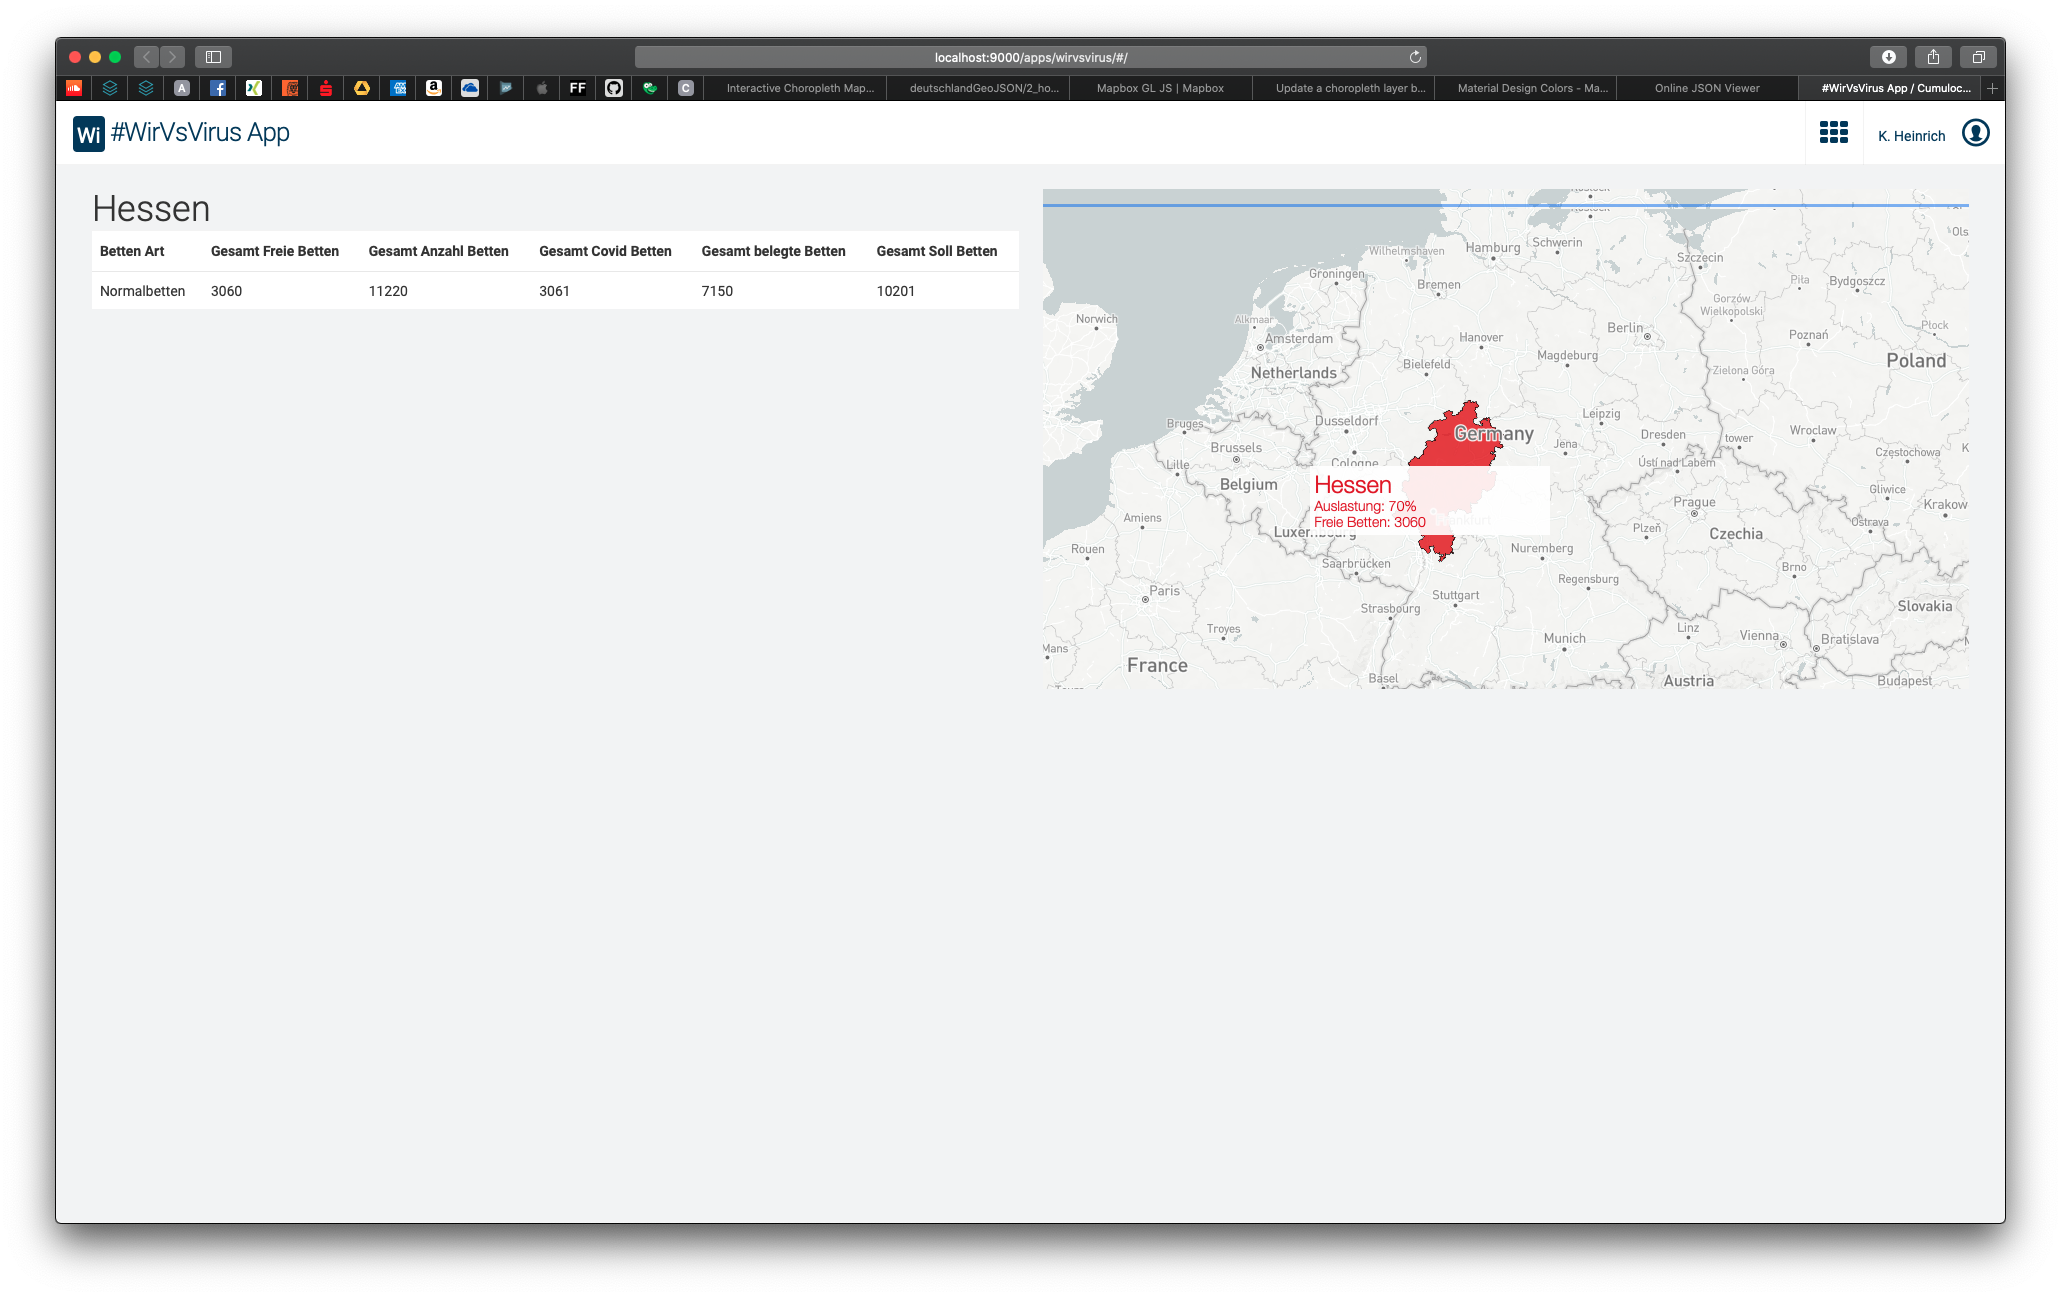 localhost:9000/apps/wirvsvirus/#/
A
FF
C
Interactive Choropleth Map...
deutschlandGeoJSON/2_ho...
Mapbox GL JS | Mapbox
Update a choropleth layer b...
Material Design Colors - Ma...
Online JSON Viewer
#WirVsVirus App / Cumuloc...
Wi #WirVsVirus App
K. Heinrich
Hessen
Betten Art Gesamt Freie Betten Gesamt Anzahl Betten Gesamt Covid Betten Gesamt belegte Betten Gesamt Soll Betten
Normalbetten 3060 11220 3061 7150 10201
Rostock
Ols
Wilhelmshaven
Hamburg
Schwerin
Szczecin
Groningen
Bremen
Piła
Bydgoszcz
Gorzów
Wielkopolski
Norwich
Alkmaar
Amsterdam
Hanover
Berlin
Poznań
Płock
Netherlands
Bielefeld
Magdeburg
Zielona Góra
Poland
Bruges
Dusseldorf
Germany
Leipzig
Wroclaw
Brussels
Cologne
Jena
Dresden
tower
Częstochowa
K
Lille
Ústí nad Labem
Belgium
Hessen
Auslastung: 70%
Freie Betten: 3060
Prague
Gliwice
Krakow
Amiens
Plzeň
Czechia
Ostrava
Luxembourg
Rouen
Saarbrücken
Nuremberg
Brno
Regensburg
Paris
Strasbourg
Stuttgart
Slovakia
Troyes
Munich
Linz
Vienna
Bratislava
Mans
France
Basel
Austria
Budapest